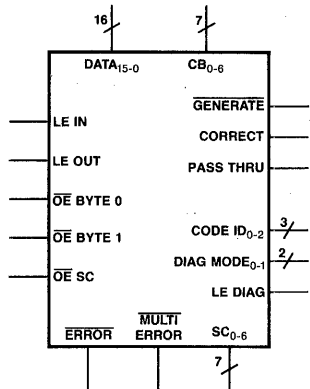 16 7
DATA15-0 CB0-6
GENERATE
LE IN
CORRECT
LE OUT
PASS THRU
OE BYTE 0
CODE ID0-2 3
OE BYTE 1
DIAG MODE0-1 2
OE SC
LE DIAG
ERROR MULTI ERROR SC0-6
7